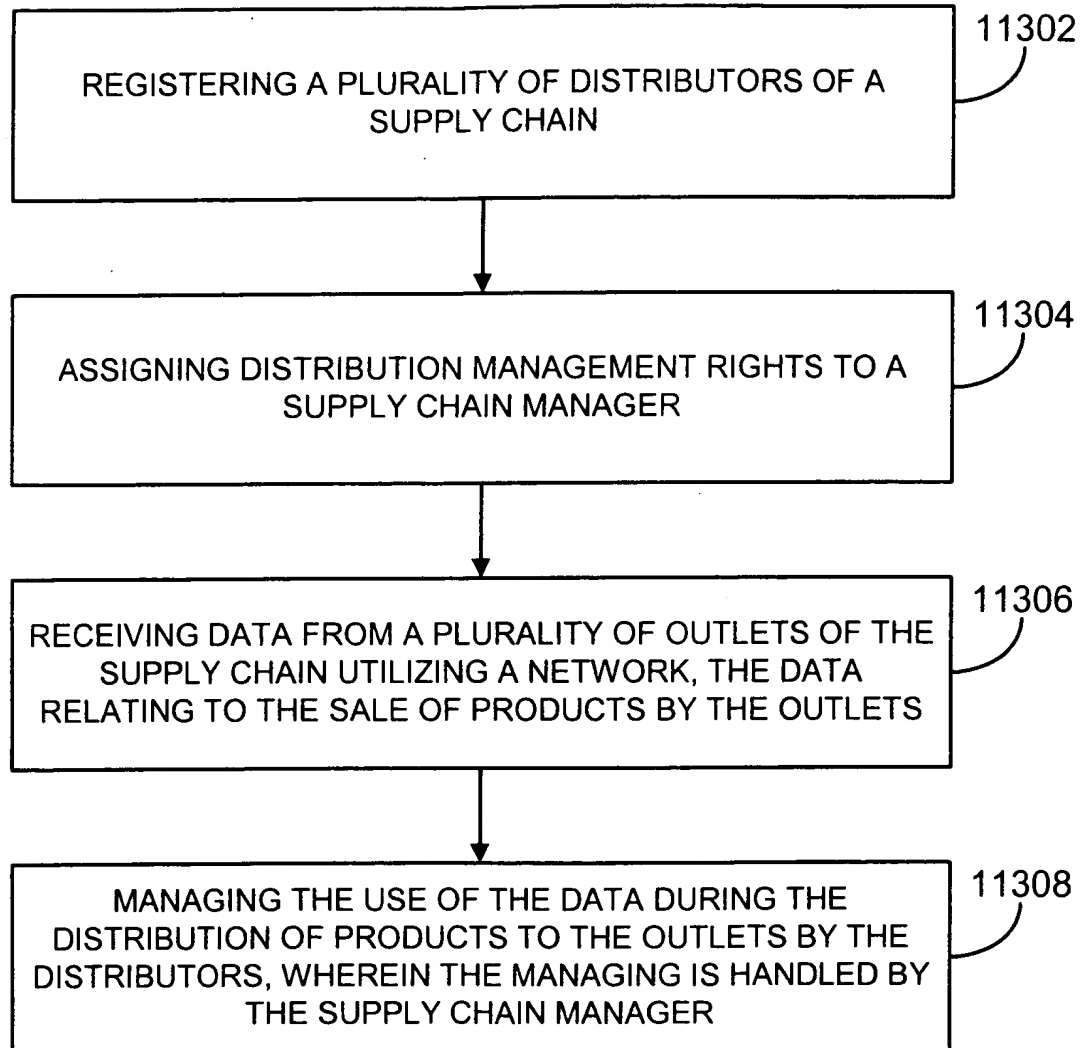 11302
REGISTERING A PLURALITY OF DISTRIBUTORS OF A
SUPPLY CHAIN
11304
ASSIGNING DISTRIBUTION MANAGEMENT RIGHTS TO A
SUPPLY CHAIN MANAGER
11306
RECEIVING DATA FROM A PLURALITY OF OUTLETS OF THE
SUPPLY CHAIN UTILIZING A NETWORK, THE DATA
RELATING TO THE SALE OF PRODUCTS BY THE OUTLETS
11308
MANAGING THE USE OF THE DATA DURING THE
DISTRIBUTION OF PRODUCTS TO THE OUTLETS BY THE
DISTRIBUTORS, WHEREIN THE MANAGING IS HANDLED BY
THE SUPPLY CHAIN MANAGER